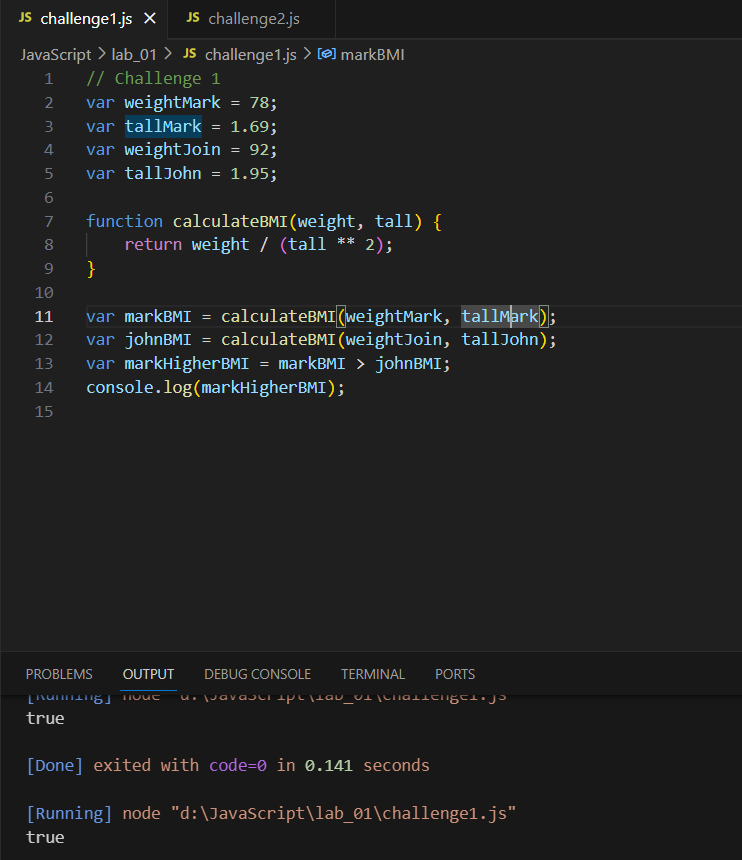 JS challenge1.js × JS challenge2.js
JavaScript > lab_01 > JS challenge1.js > markBMI
1 // Challenge 1
2 var weightMark = 78;
3 var tallMark = 1.69;
4 var weightJoin = 92;
5 var tallJohn = 1.95;
6
7 function calculateBMI(weight, tall) {
8     return weight / (tall ** 2);
9 }
10
11 var markBMI = calculateBMI(weightMark, tallMark);
12 var johnBMI = calculateBMI(weightJoin, tallJohn);
13 var markHigherBMI = markBMI > johnBMI;
14 console.log(markHigherBMI);
15
PROBLEMS OUTPUT DEBUG CONSOLE TERMINAL PORTS
[Running] node "d:\JavaScript\lab_01\challenge1.js"
true
[Done] exited with code=0 in 0.141 seconds
[Running] node "d:\JavaScript\lab_01\challenge1.js"
true